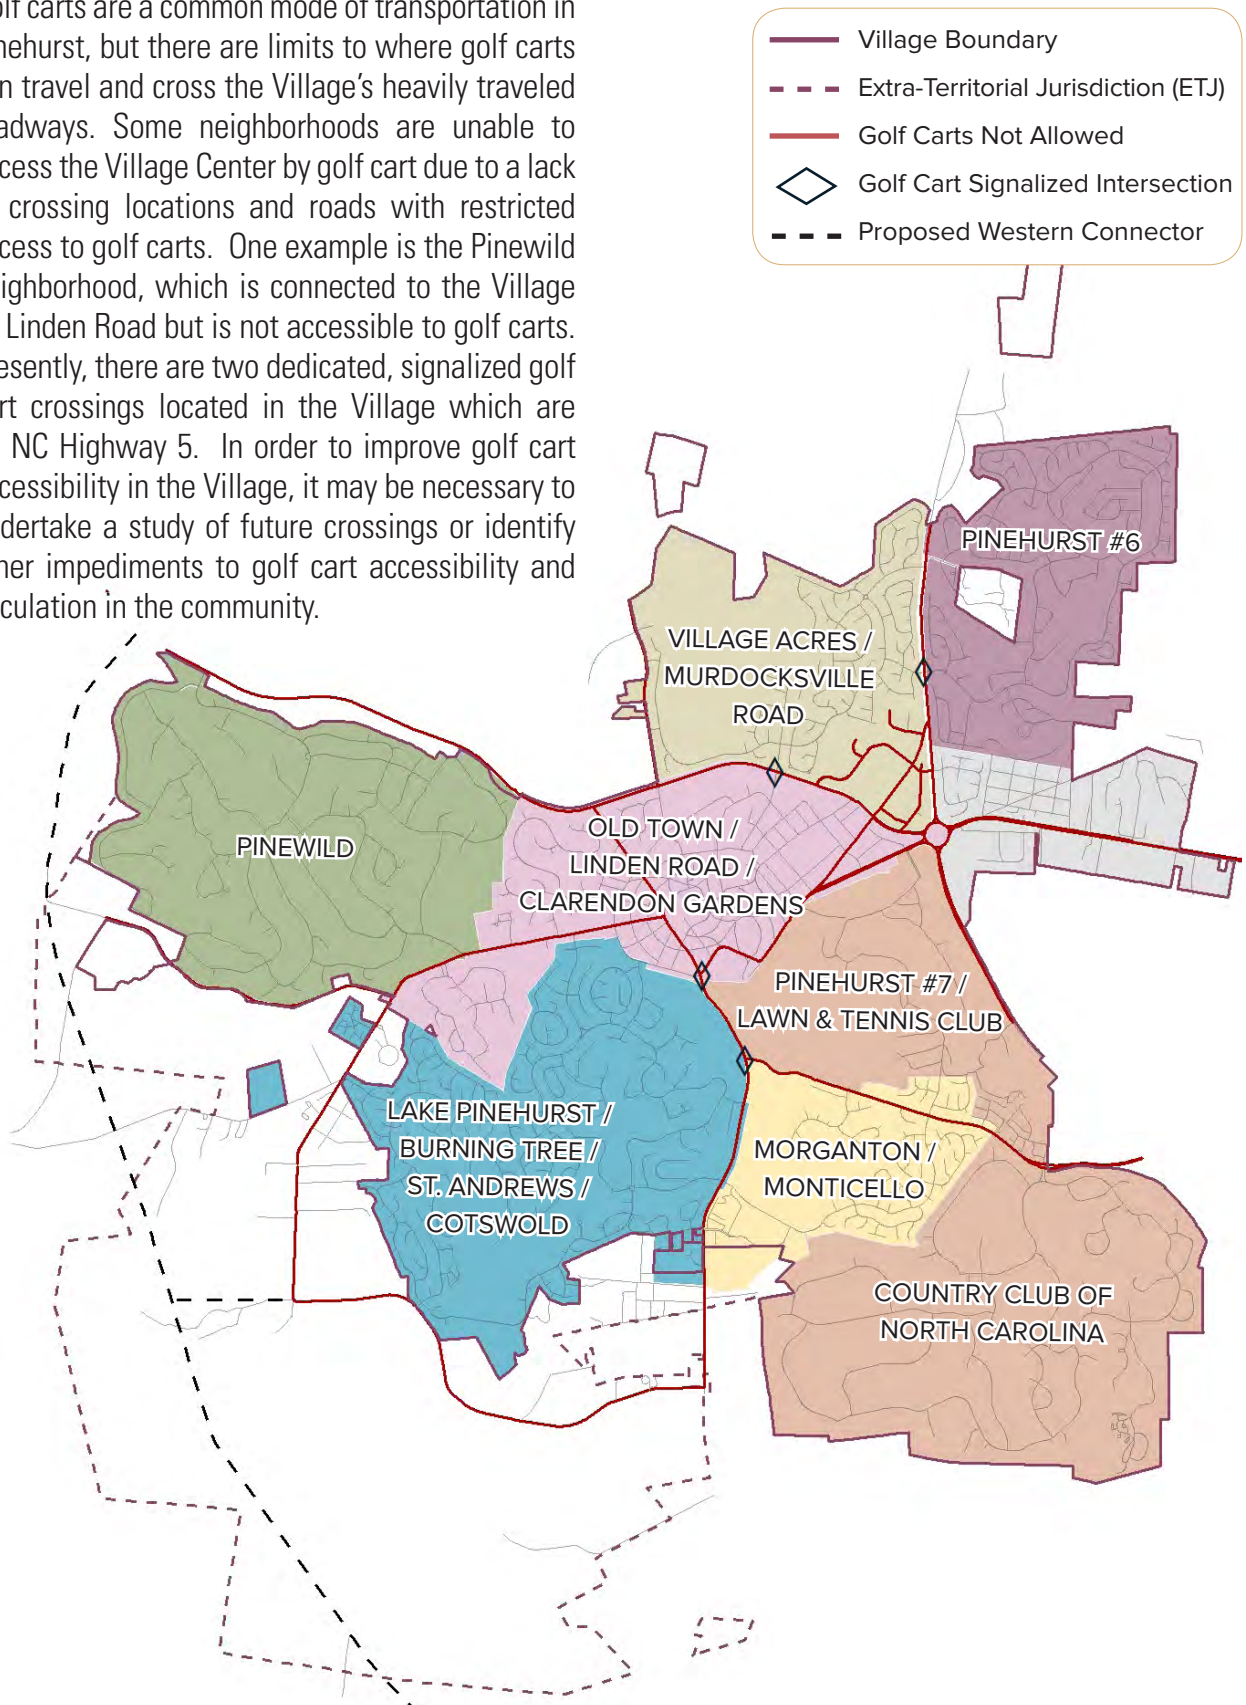 olf carts are a common mode of transportation in
nehurst, but there are limits to where golf carts
n travel and cross the Village's heavily traveled
adways. Some neighborhoods are unable to
cess the Village Center by golf cart due to a lack
crossing locations and roads with restricted
cess to golf carts. One example is the Pinewild
ighborhood, which is connected to the Village
Linden Road but is not accessible to golf carts.
esently, there are two dedicated, signalized golf
rt crossings located in the Village which are
NC Highway 5. In order to improve golf cart
cessibility in the Village, it may be necessary to
dertake a study of future crossings or identify
her impediments to golf cart accessibility and
culation in the community.
Village Boundary
Extra-Territorial Jurisdiction (ETJ)
Golf Carts Not Allowed
Golf Cart Signalized Intersection
Proposed Western Connector
PINEHURST #6
VILLAGE ACRES /
MURDOCKSVILLE
ROAD
PINEWILD
OLD TOWN /
LINDEN ROAD /
CLARENDON GARDENS
PINEHURST #7 /
LAWN & TENNIS CLUB
LAKE PINEHURST /
BURNING TREE /
ST. ANDREWS /
COTSWOLD
MORGANTON /
MONTICELLO
COUNTRY CLUB OF
NORTH CAROLINA